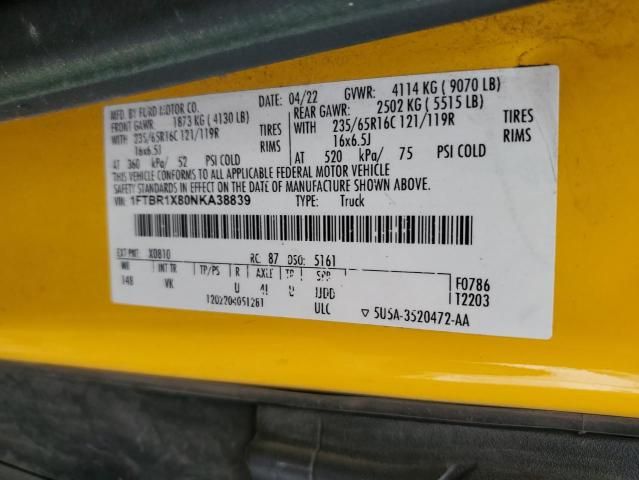 MFD. BY FORD MOTOR CO. DATE: 04/22 GVWR: 4114 KG ( 9070 LB)
FRONT GAWR: 1873 KG ( 4130 LB) REAR GAWR: 2502 KG ( 5515 LB)
WITH 235/65R16C 121/119R TIRES WITH 235/65R16C 121/119R TIRES
16x6.5J RIMS 16x6.5J RIMS
AT 360 kPa/ 52 PSI COLD AT 520 kPa/ 75 PSI COLD
THIS VEHICLE CONFORMS TO ALL APPLICABLE FEDERAL MOTOR VEHICLE
SAFETY STANDARDS IN EFFECT ON THE DATE OF MANUFACTURE SHOWN ABOVE.
VIN: 1FTBR1X80NKA38839 TYPE: Truck
EXT PNT: X0810 RC: 87 DSO: 5161
WB INT TR TP/PS R AXLE TR SPR F0786
148 VK U UDD T2203
1202204051261 ULC ▽ 5USA-3520472-AA